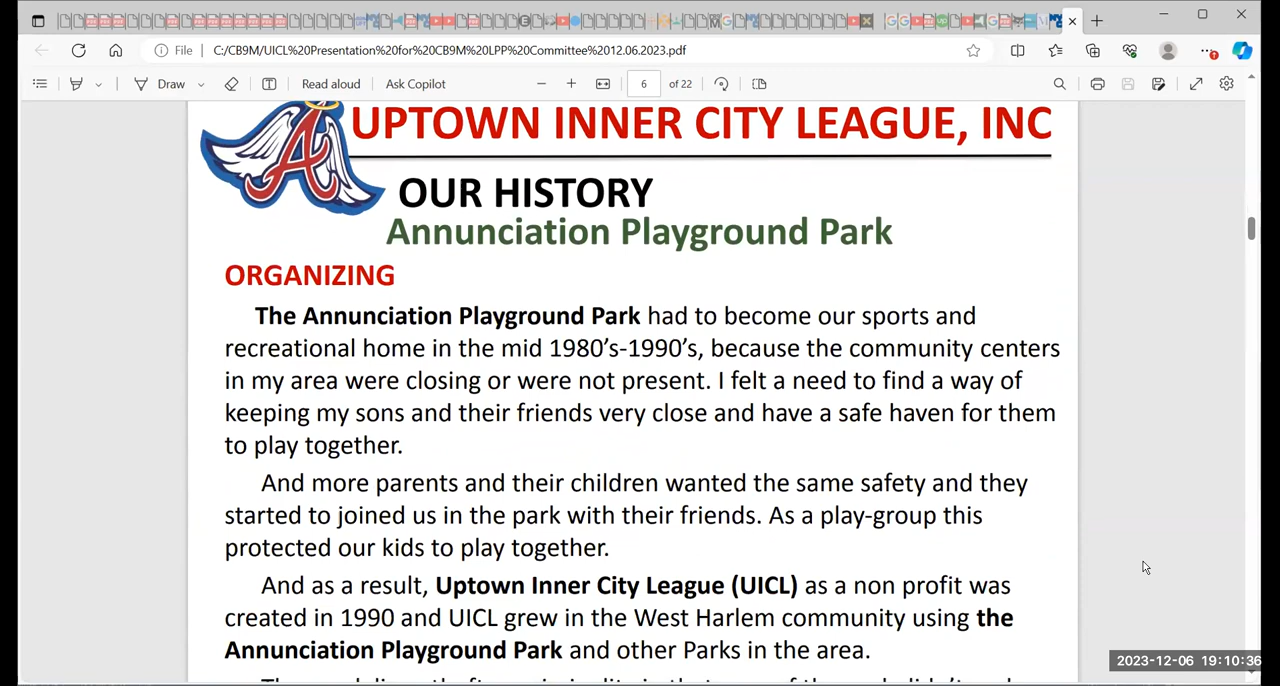 File C:/CB9M/UICL%20Presentation%20for%20CB9M%20LPP%20Committee%2012.06.2023.pdf
Draw Read aloud Ask Copilot 6 of 22
A
UPTOWN INNER CITY LEAGUE, INC
OUR HISTORY
Annunciation Playground Park
ORGANIZING
The Annunciation Playground Park had to become our sports and
recreational home in the mid 1980’s-1990’s, because the community centers
in my area were closing or were not present. I felt a need to find a way of
keeping my sons and their friends very close and have a safe haven for them
to play together.
And more parents and their children wanted the same safety and they
started to joined us in the park with their friends. As a play-group this
protected our kids to play together.
And as a result, Uptown Inner City League (UICL) as a non profit was
created in 1990 and UICL grew in the West Harlem community using the
Annunciation Playground Park and other Parks in the area.
2023-12-06 19:10:36